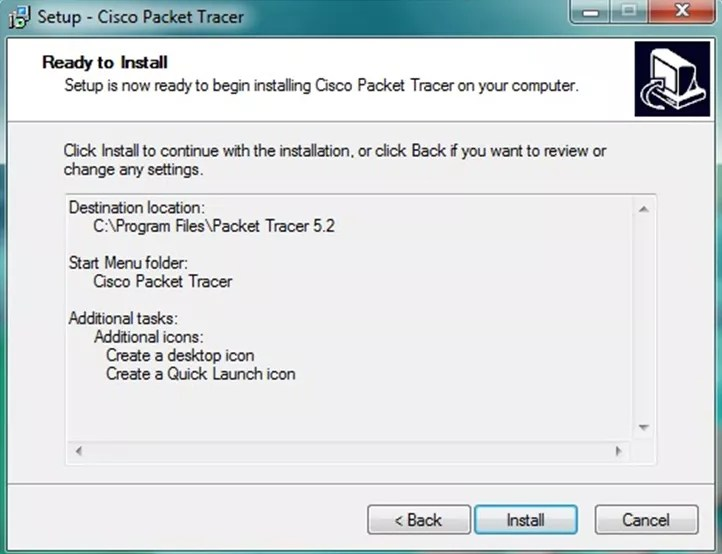 Setup - Cisco Packet Tracer
Ready to Install
Setup is now ready to begin installing Cisco Packet Tracer on your computer.
Click Install to continue with the installation, or click Back if you want to review or
change any settings.
Destination location:
C:\Program Files\Packet Tracer 5.2
Start Menu folder:
Cisco Packet Tracer
Additional tasks:
Additional icons:
Create a desktop icon
Create a Quick Launch icon
< Back
Install
Cancel